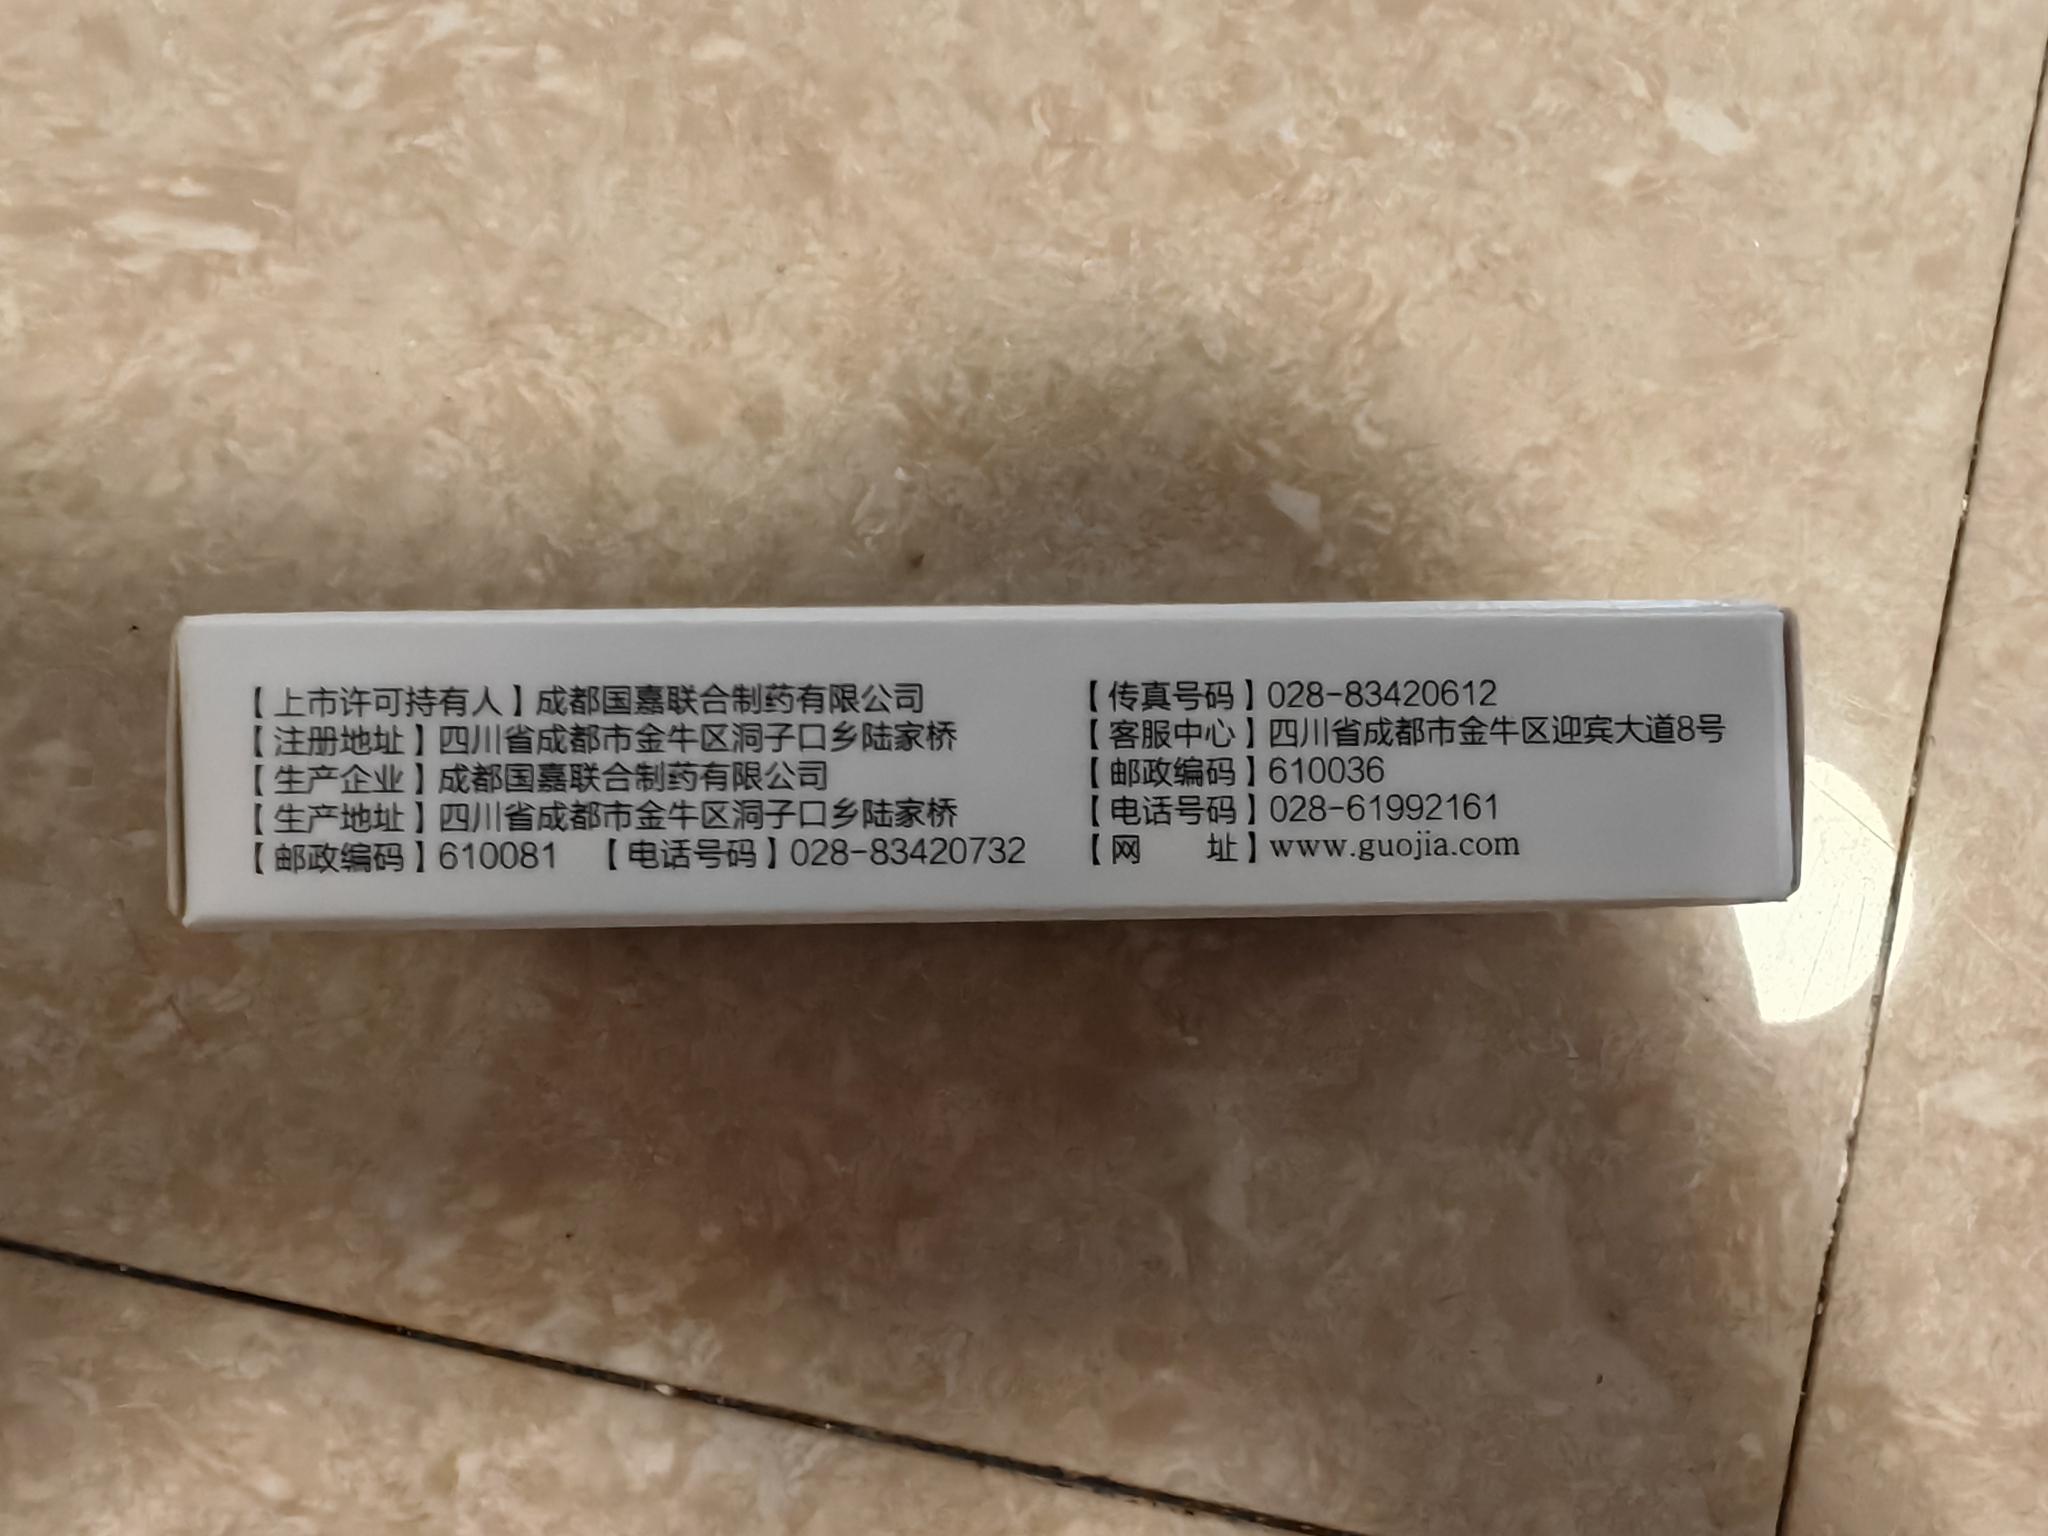 【上市许可持有人】成都国嘉联合制药有限公司
【注册地址】四川省成都市金牛区洞子口乡陆家桥
【生产企业】成都国嘉联合制药有限公司
【生产地址】四川省成都市金牛区洞子口乡陆家桥
【邮政编码】610081 【电话号码】028-83420732
【传真号码】028-83420612
【客服中心】四川省成都市金牛区迎宾大道8号
【邮政编码】610036
【电话号码】028-61992161
【网 址】www.guojia.com